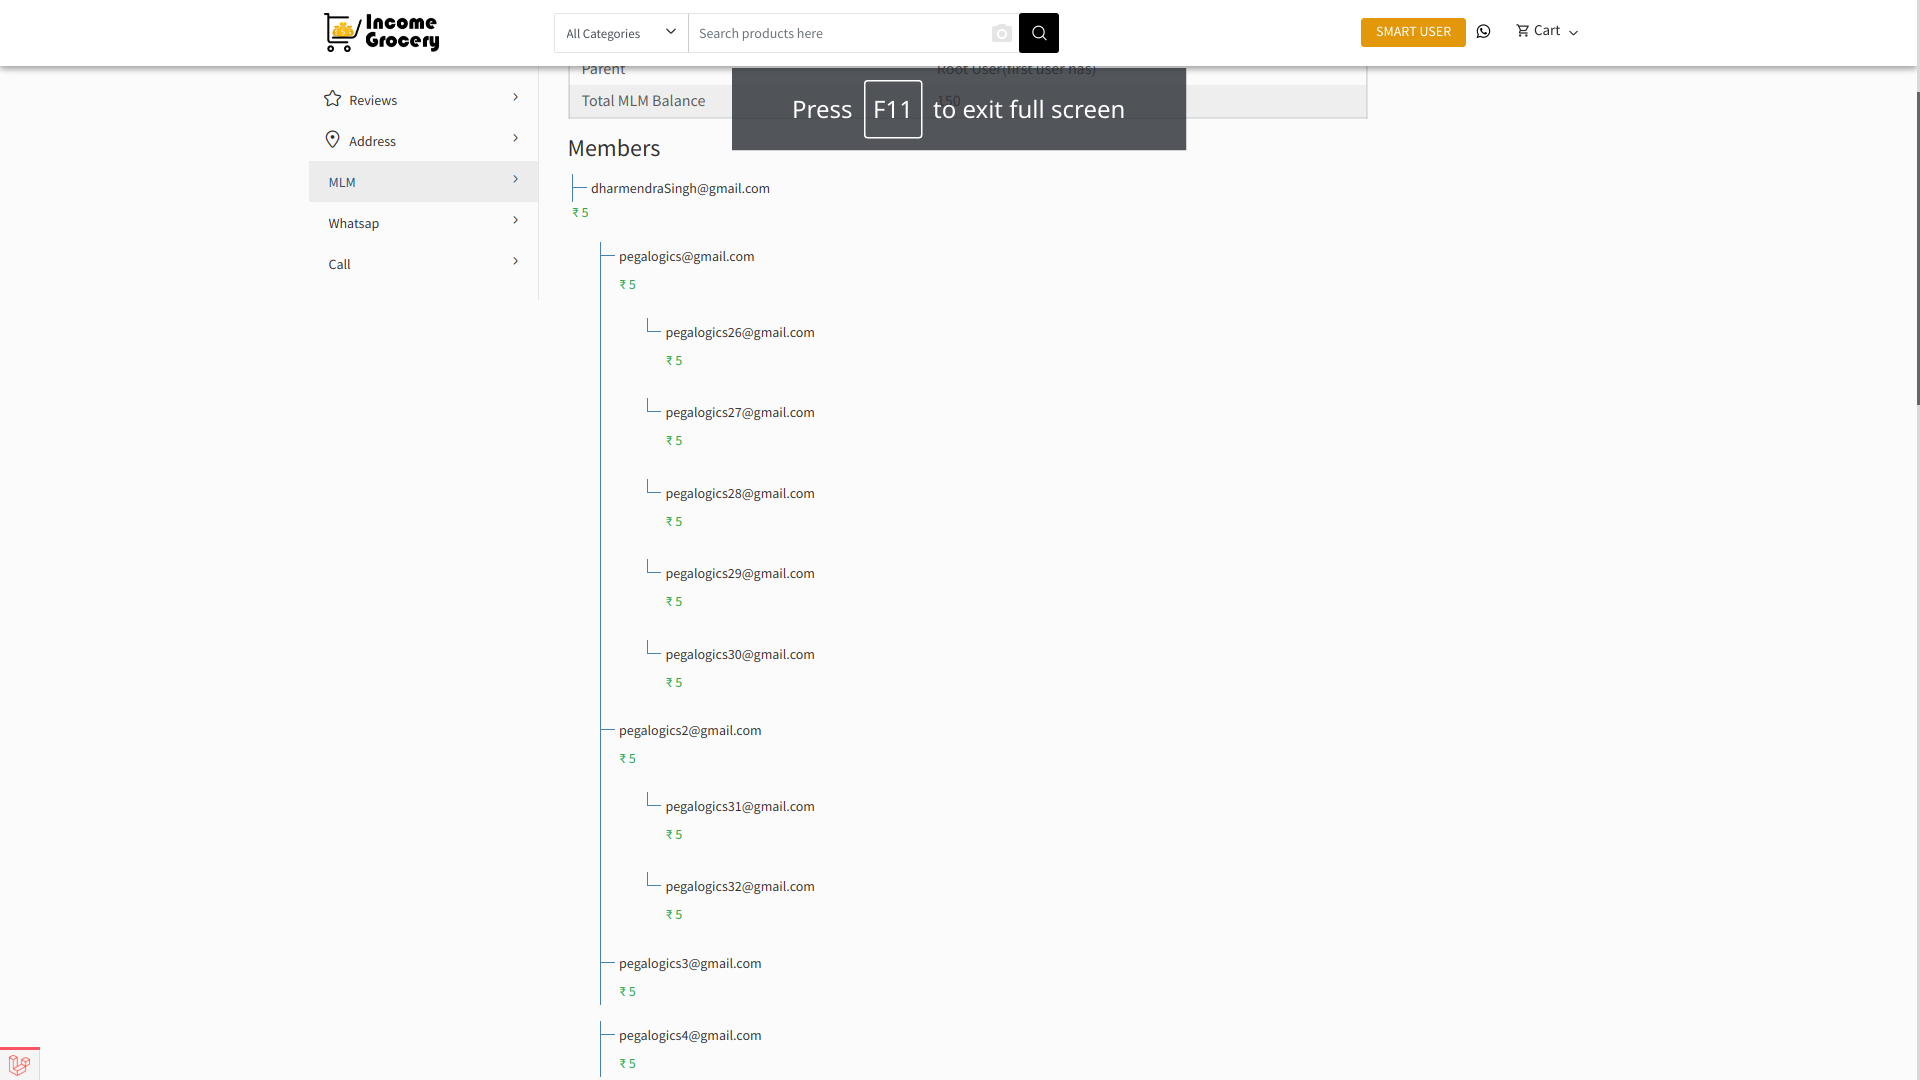 Income
Grocery
All Categories
Search products here
SMART USER
Cart
Parent
Root User(first user has)
Total MLM Balance
150
Press F11 to exit full screen
Reviews
Address
MLM
Whatsap
Call
Members
dharmendraSingh@gmail.com
₹ 5
pegalogics@gmail.com
₹ 5
pegalogics26@gmail.com
₹ 5
pegalogics27@gmail.com
₹ 5
pegalogics28@gmail.com
₹ 5
pegalogics29@gmail.com
₹ 5
pegalogics30@gmail.com
₹ 5
pegalogics2@gmail.com
₹ 5
pegalogics31@gmail.com
₹ 5
pegalogics32@gmail.com
₹ 5
pegalogics3@gmail.com
₹ 5
pegalogics4@gmail.com
₹ 5